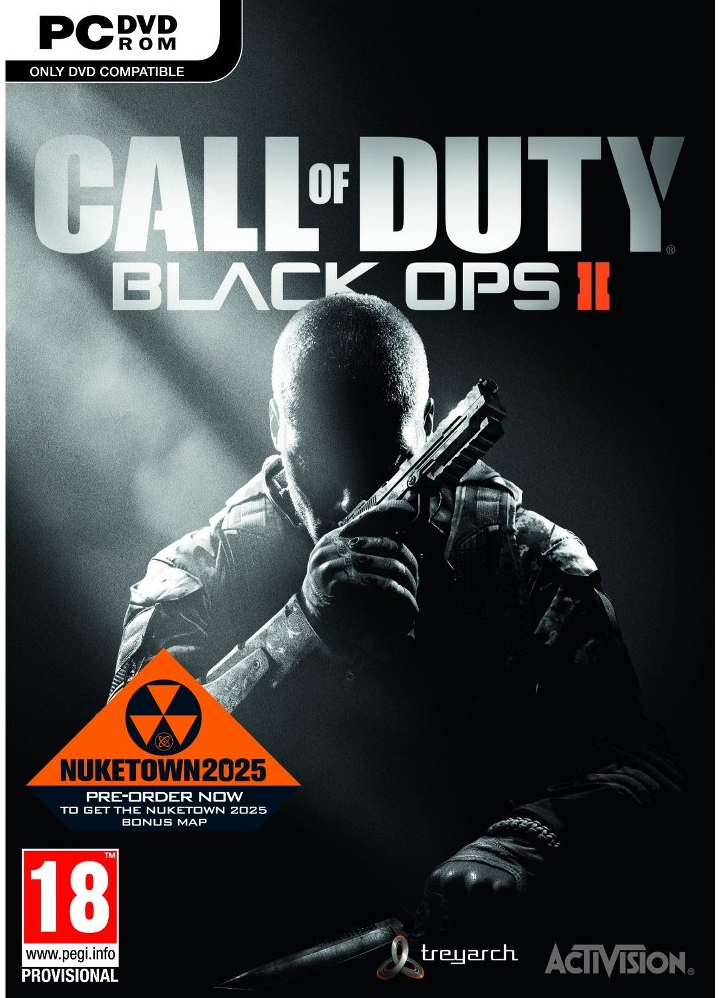 PC DVD ROM
ONLY DVD COMPATIBLE
CALL OF DUTY®
BLACK OPS II
NUKETOWN2025
PRE-ORDER NOW
TO GET THE NUKETOWN 2025
BONUS MAP
18™
www.pegi.info
PROVISIONAL
treyarch
ACTIVISION®